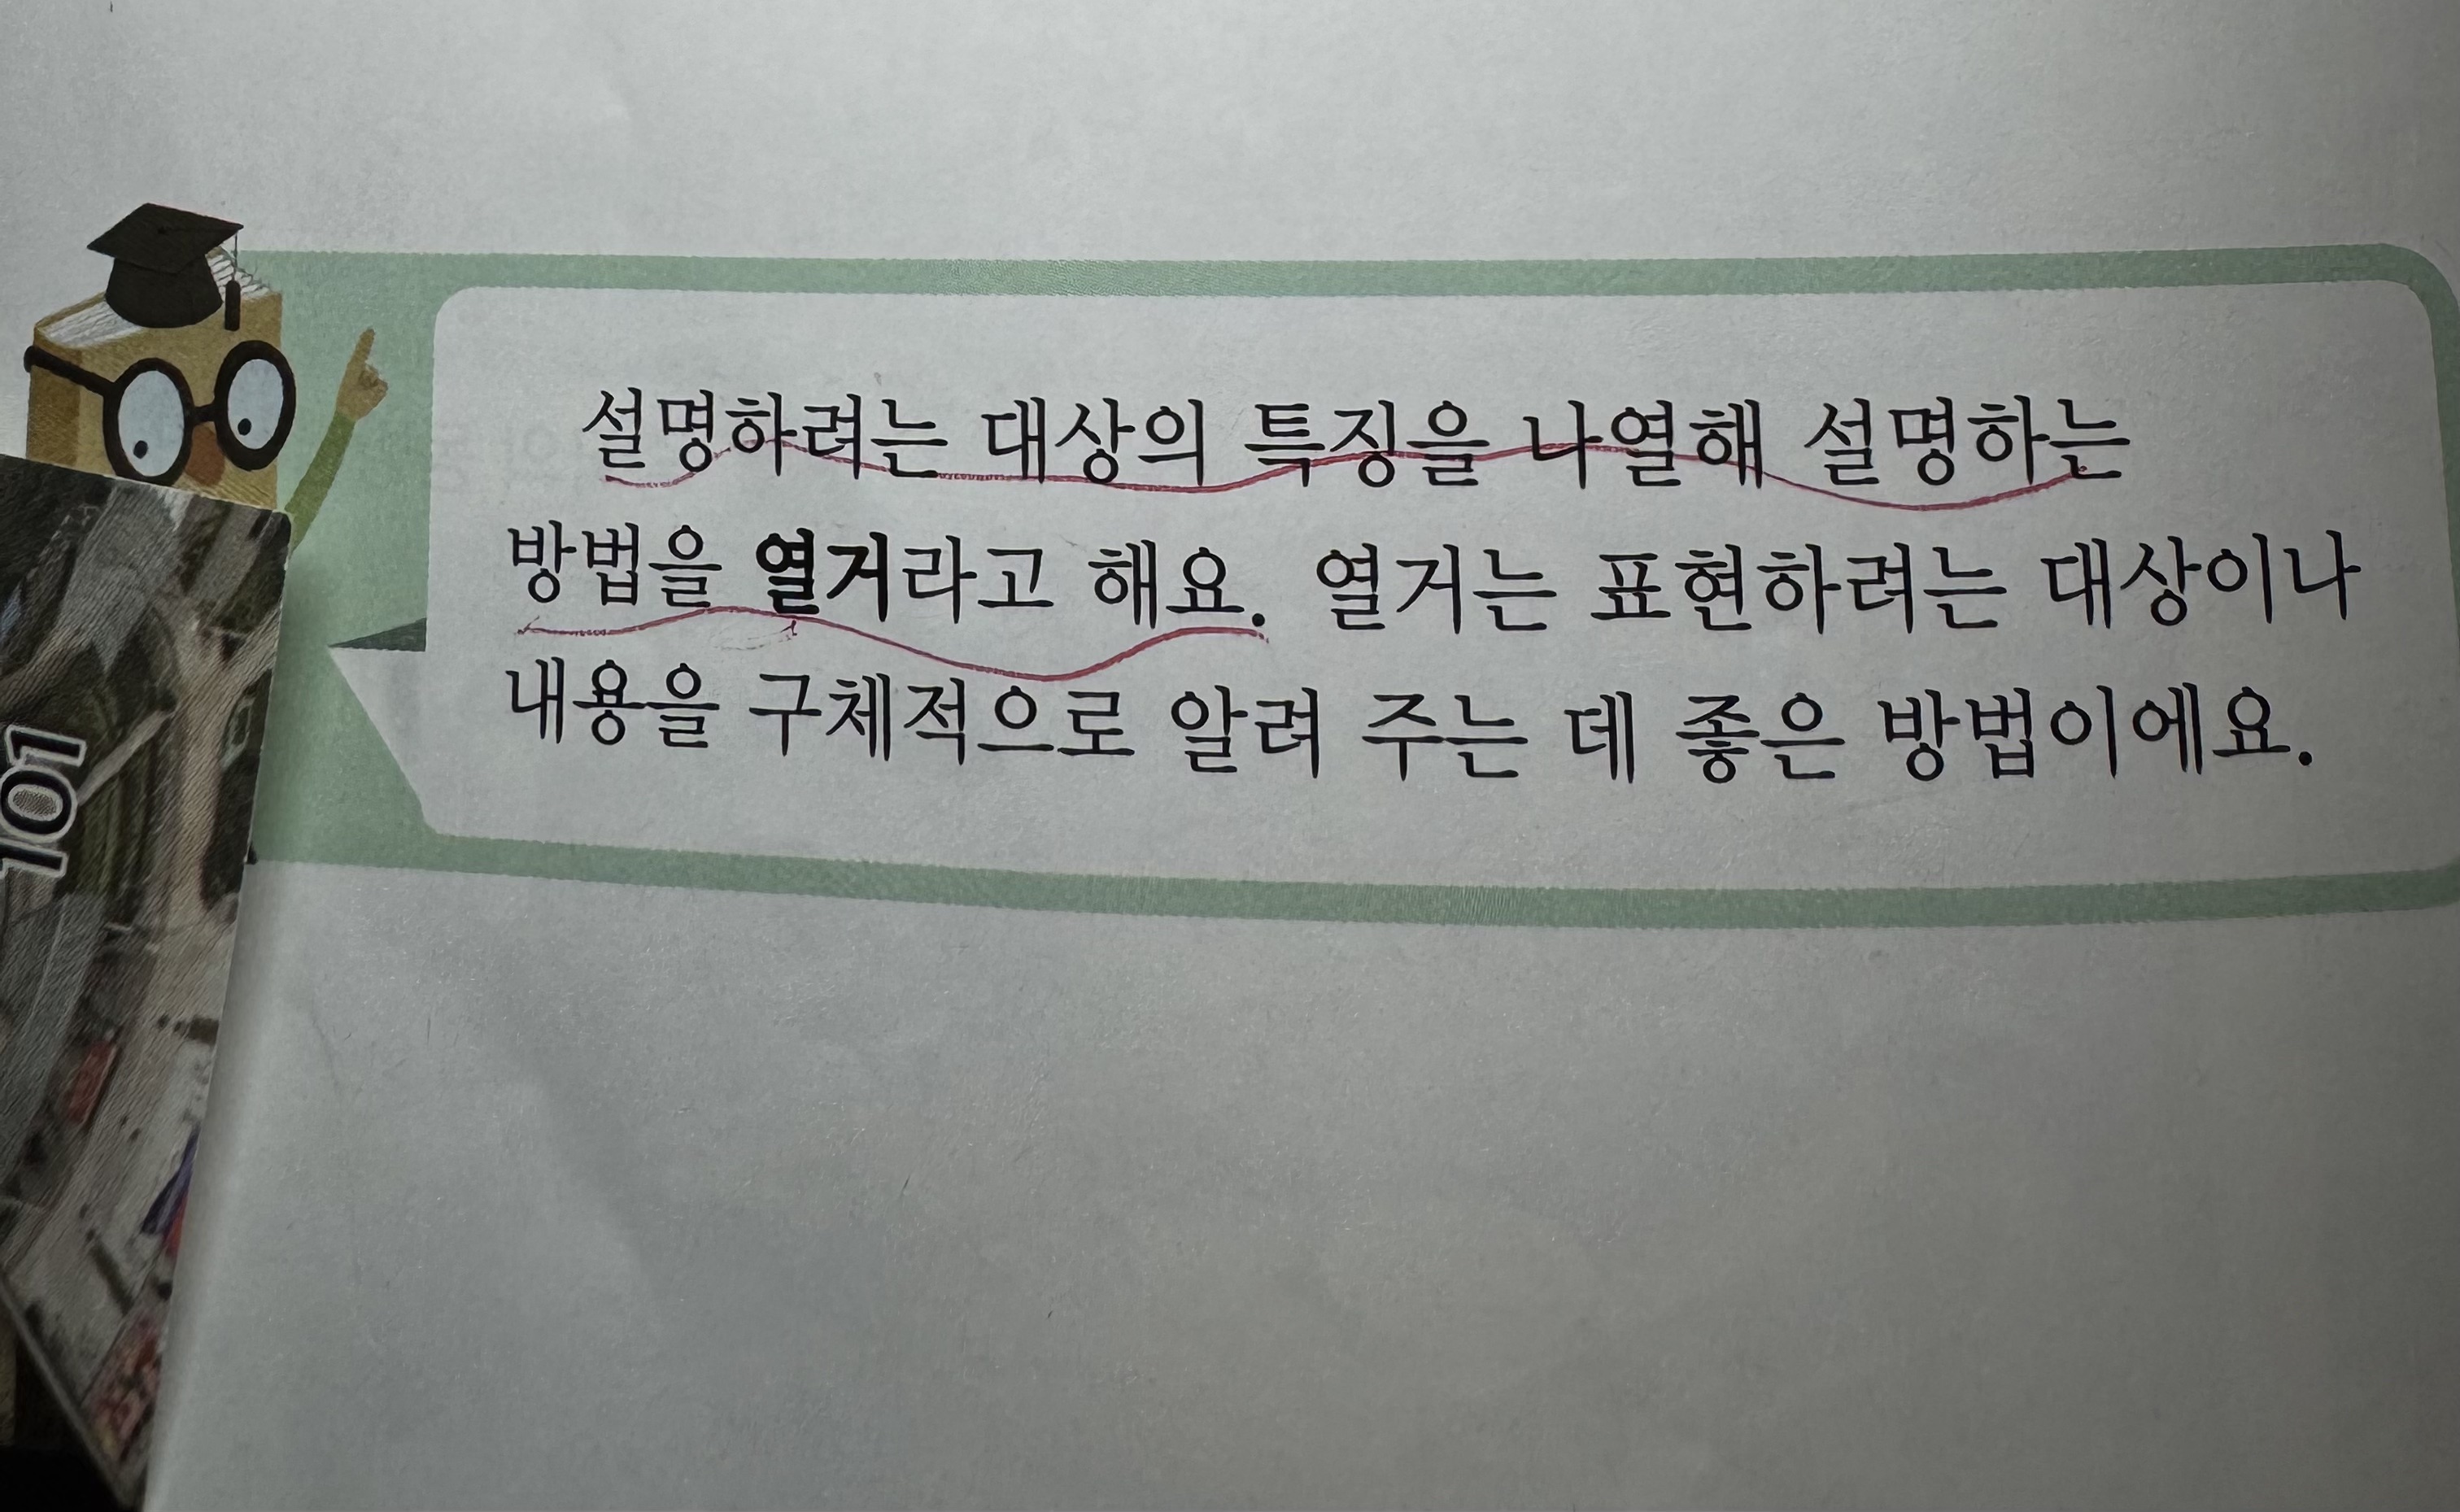 설명하려는 대상의 특징을 나열해 설명하는
방법을 열거라고 해요. 열거는 표현하려는 대상이나
내용을 구체적으로 알려 주는 데 좋은 방법이에요.
101